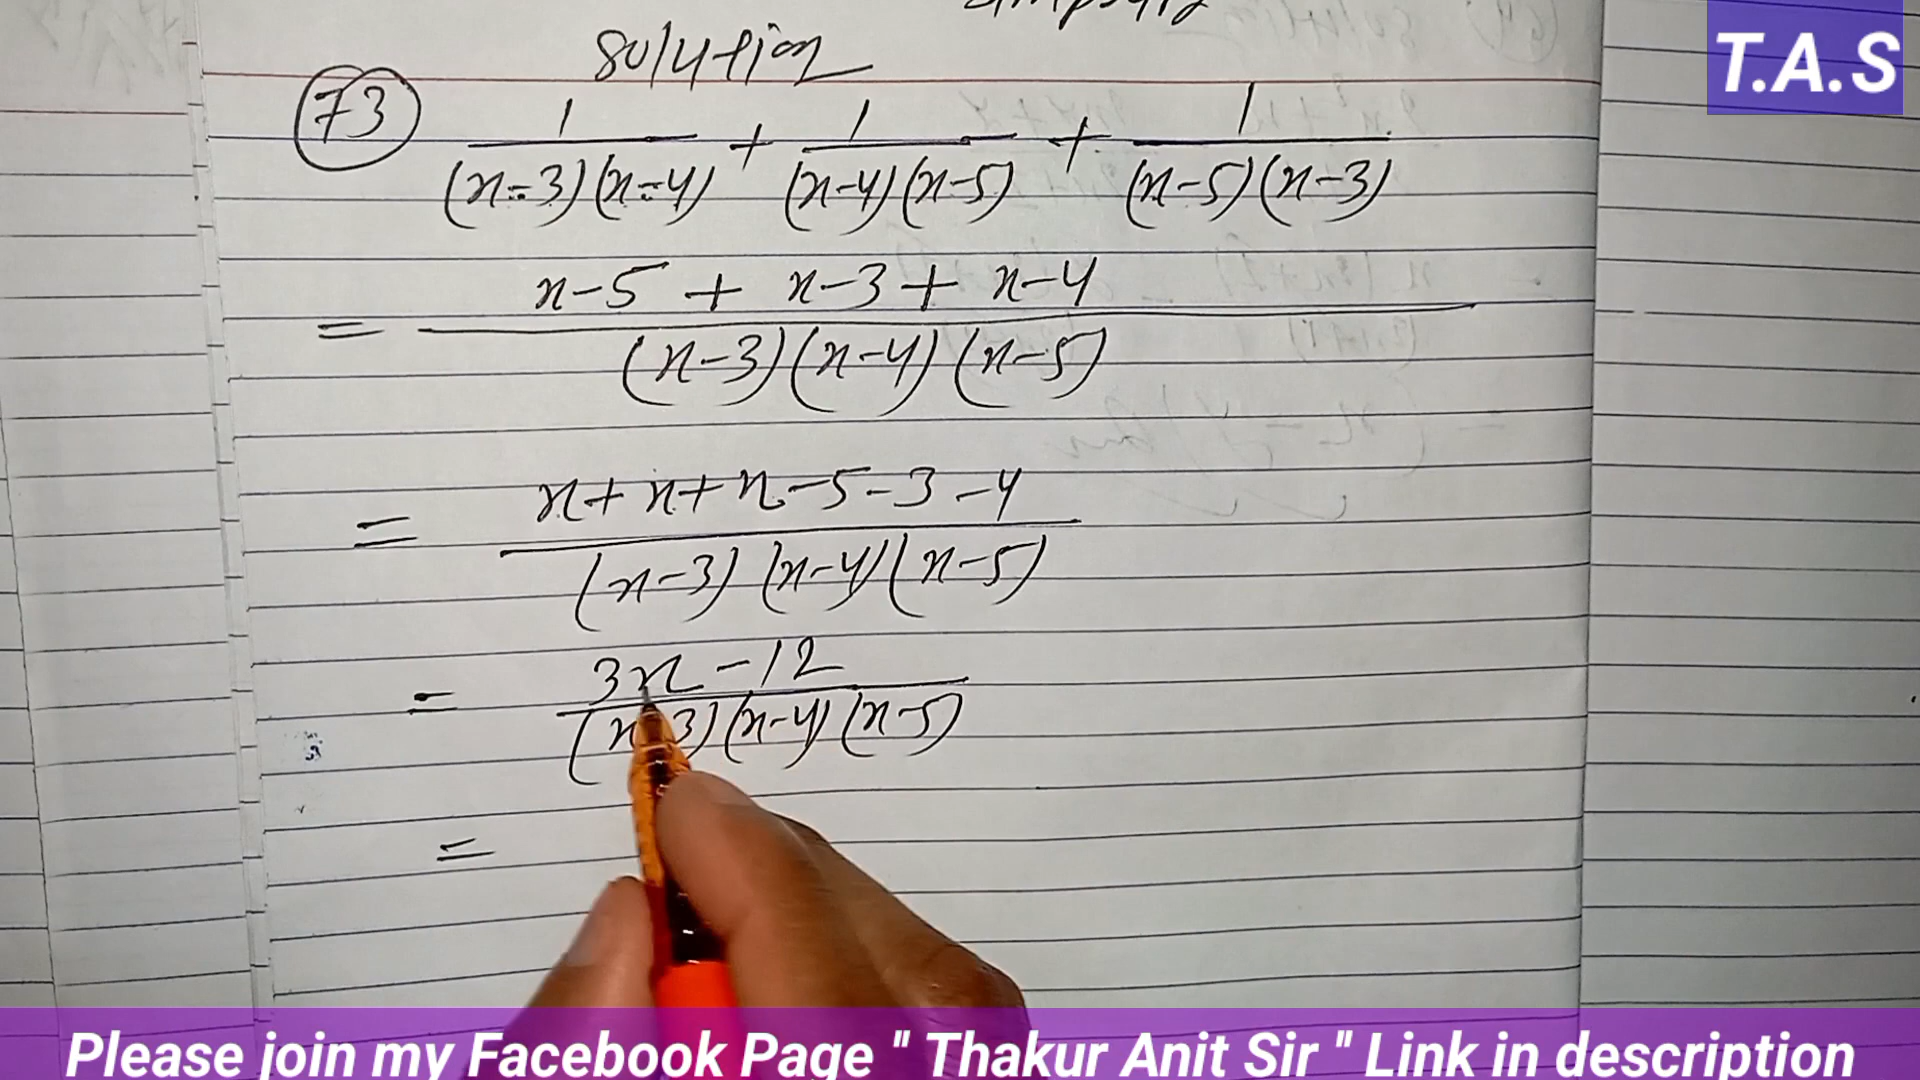 T.A.S
solution
73 1/(x-3)(x-4) + 1/(x-4)(x-5) + 1/(x-5)(x-3)
= x-5 + x-3 + x-4 / (x-3)(x-4)(x-5)
= x+x+x-5-3-4 / (x-3)(x-4)(x-5)
= 3x-12 / (x-3)(x-4)(x-5)
=
Please join my Facebook Page " Thakur Anit Sir " Link in description